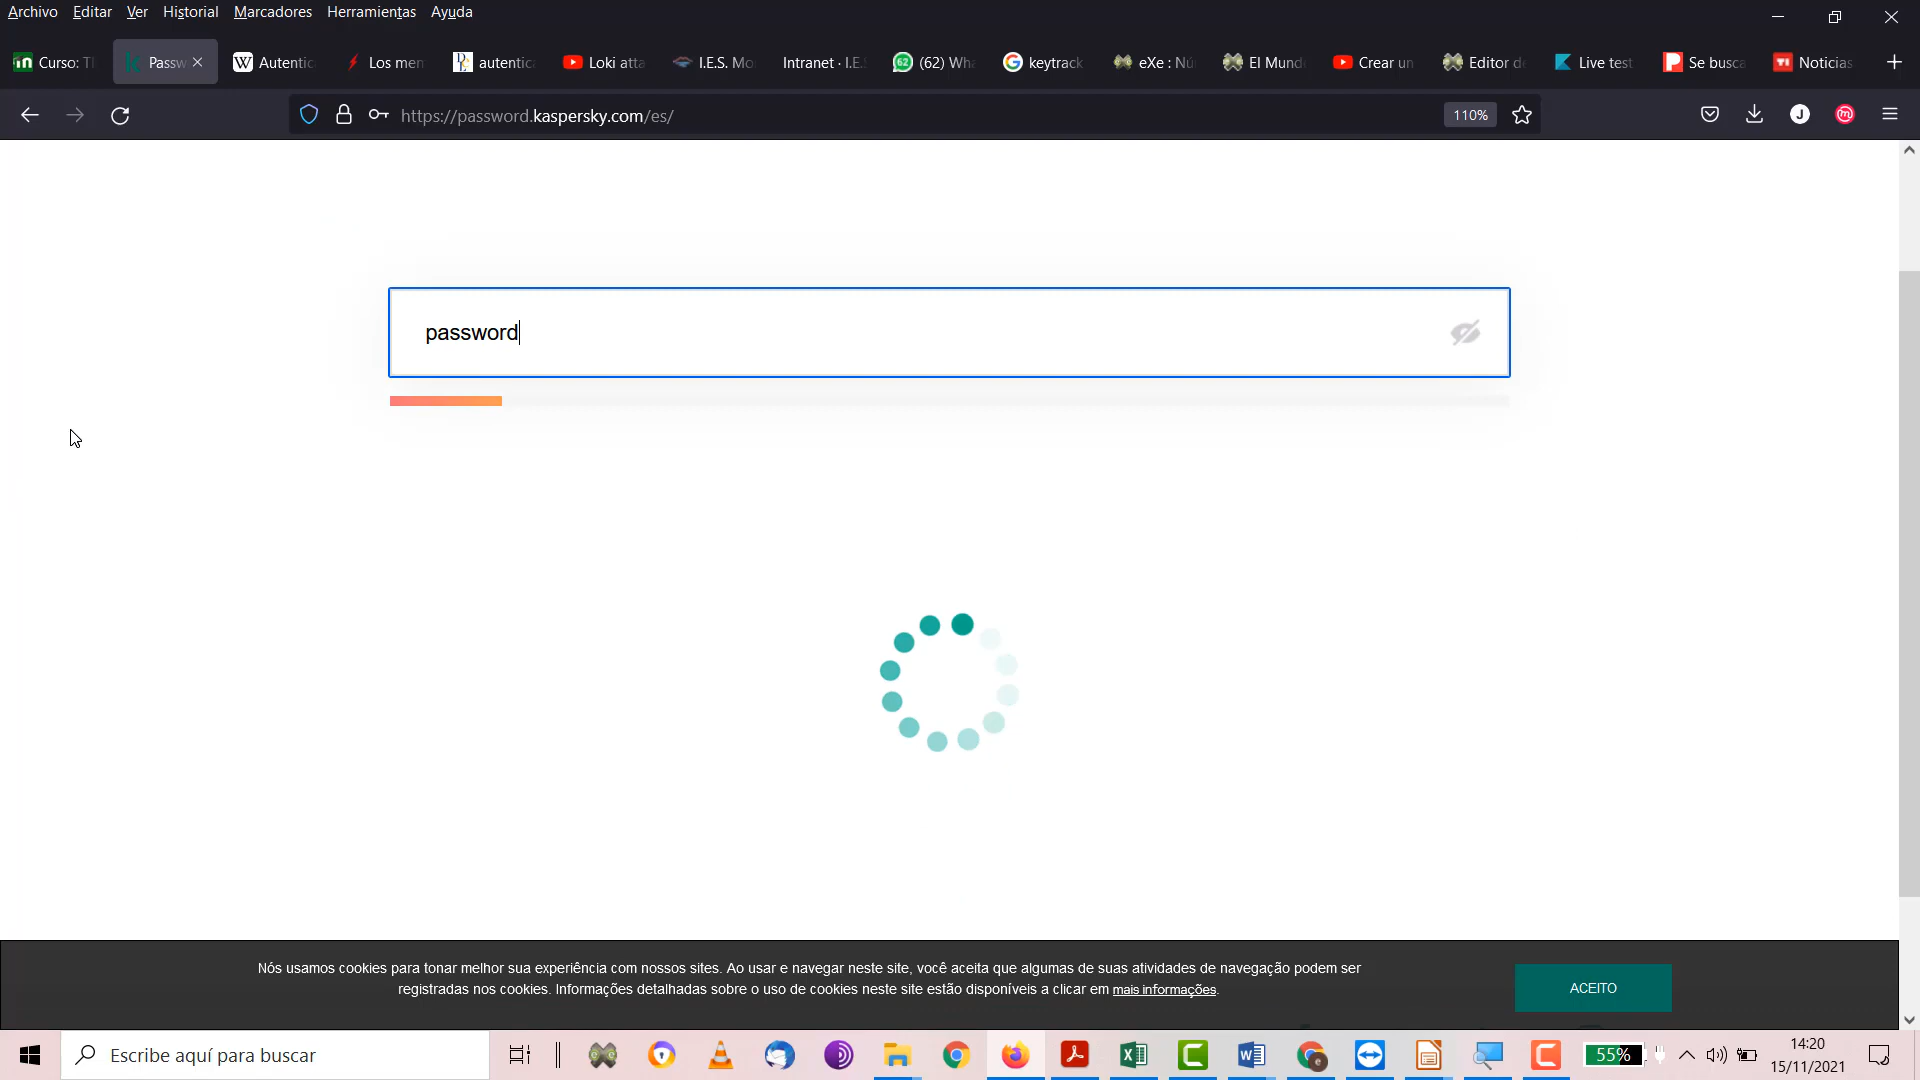 Archivo Editar Ver Historial Marcadores Herramientas Ayuda
Curso: TI Passw Autentic Los men autentica Loki atta I.E.S. Mo Intranet - I.E.S (62) Wha keytrack eXe : Nú El Mund Crear un Editor de Live test Se busca Noticias
https://password.kaspersky.com/es/ 110%
password
Nós usamos cookies para tonar melhor sua experiência com nossos sites. Ao usar e navegar neste site, você aceita que algumas de suas atividades de navegação podem ser
registradas nos cookies. Informações detalhadas sobre o uso de cookies neste site estão disponíveis a clicar em mais informações.
ACEITO
Escribe aquí para buscar
55%
14:20
15/11/2021